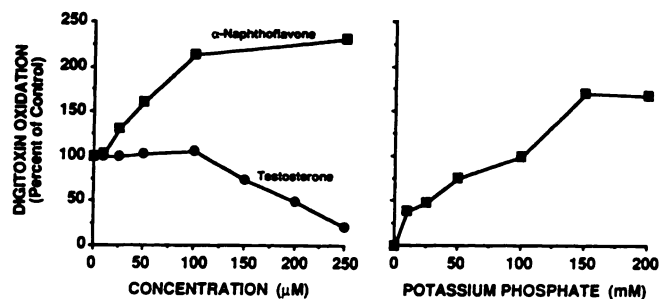 DIGITOXIN OXIDATION
(Percent of Control)
250
200
150
100
50
0
α-Naphthoflavone
Testosterone
0 50 100 150 200 250
CONCENTRATION (μM)
0 50 100 150 200
POTASSIUM PHOSPHATE (mM)